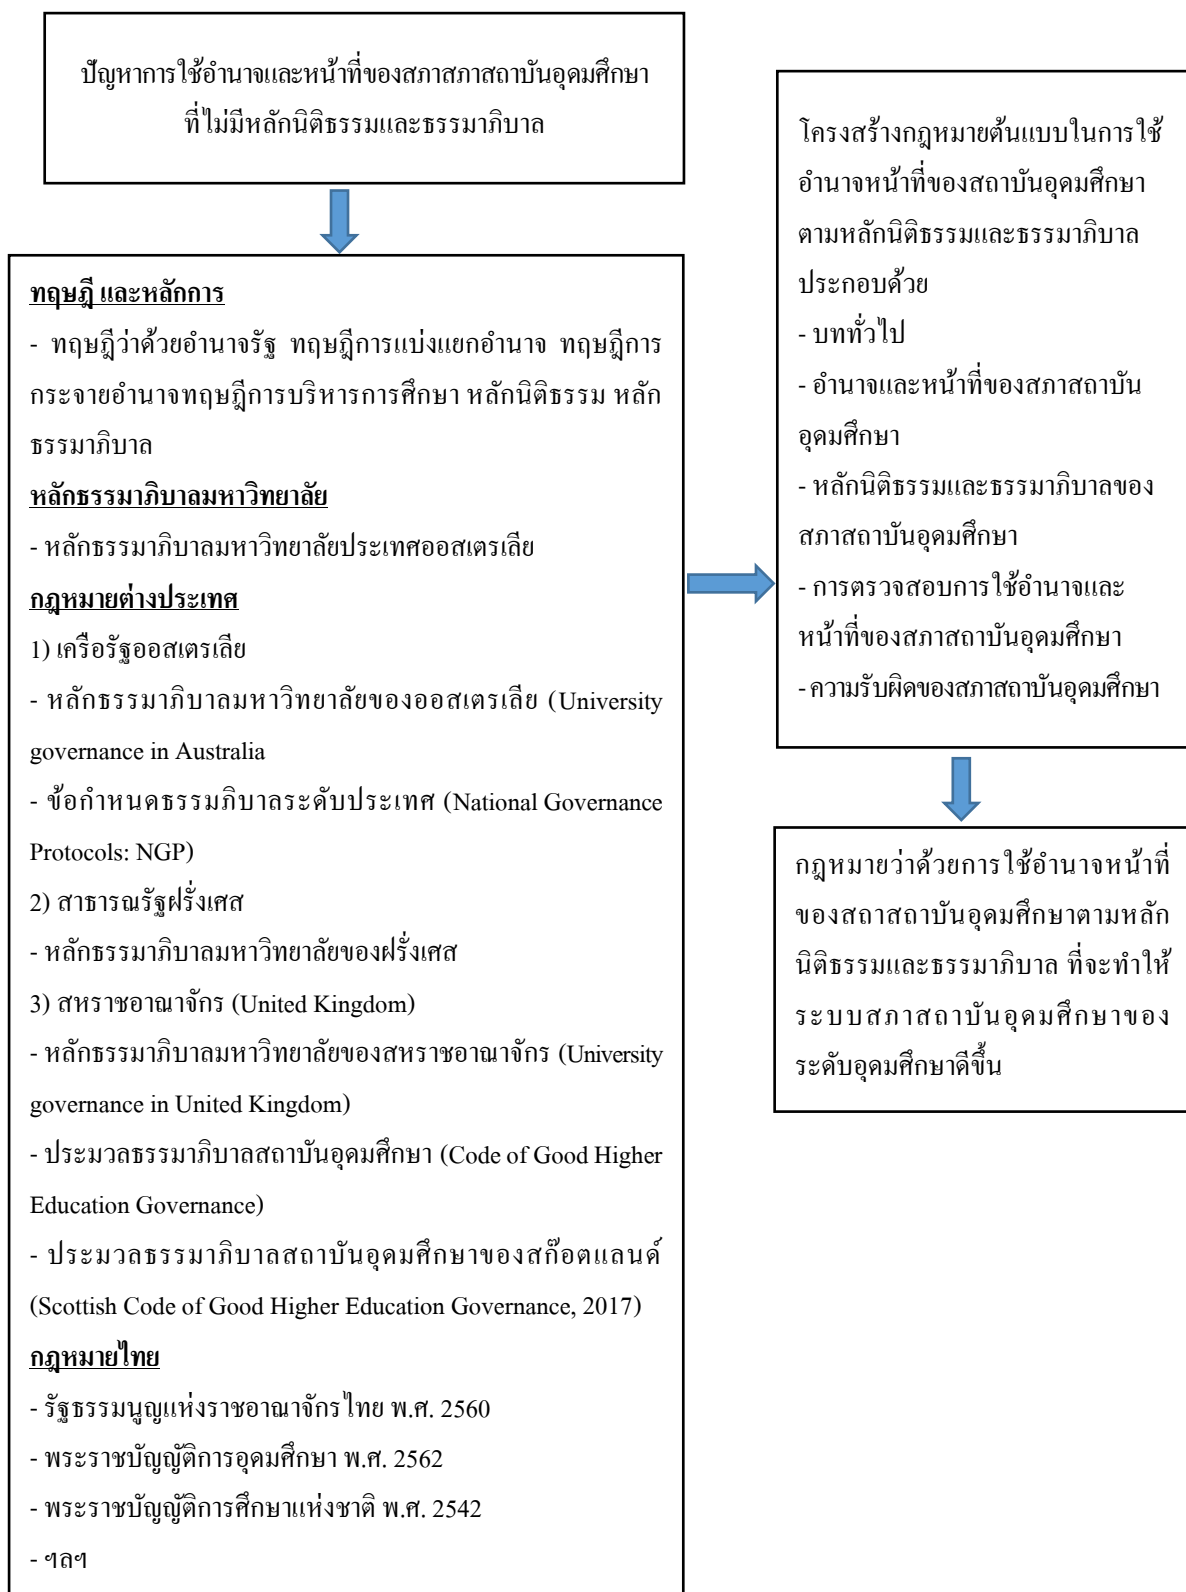 ปัญหาการใช้อำนาจและหน้าที่ของสภาสภาสถาบันอุดมศึกษา
ที่ไม่มีหลักนิติธรรมและธรรมาภิบาล
ทฤษฎี และหลักการ
- ทฤษฎีว่าด้วยอำนาจรัฐ ทฤษฎีการแบ่งแยกอำนาจ ทฤษฎีการ
กระจายอำนาจทฤษฎีการบริหารการศึกษา หลักนิติธรรม หลัก
ธรรมาภิบาล
หลักธรรมาภิบาลมหาวิทยาลัย
- หลักธรรมาภิบาลมหาวิทยาลัยประเทศออสเตรเลีย
กฎหมายต่างประเทศ
1) เครือรัฐออสเตรเลีย
- หลักธรรมาภิบาลมหาวิทยาลัยของออสเตรเลีย (University
governance in Australia
- ข้อกำหนดธรรมภิบาลระดับประเทศ (National Governance
Protocols: NGP)
2) สาธารณรัฐฝรั่งเศส
- หลักธรรมาภิบาลมหาวิทยาลัยของฝรั่งเศส
3) สหราชอาณาจักร (United Kingdom)
- หลักธรรมาภิบาลมหาวิทยาลัยของสหราชอาณาจักร (University
governance in United Kingdom)
- ประมวลธรรมาภิบาลสถาบันอุดมศึกษา (Code of Good Higher
Education Governance)
- ประมวลธรรมาภิบาลสถาบันอุดมศึกษาของสก๊อตแลนด์
(Scottish Code of Good Higher Education Governance, 2017)
กฎหมายไทย
- รัฐธรรมนูญแห่งราชอาณาจักรไทย พ.ศ. 2560
- พระราชบัญญัติการอุดมศึกษา พ.ศ. 2562
- พระราชบัญญัติการศึกษาแห่งชาติ พ.ศ. 2542
- ฯลฯ
โครงสร้างกฎหมายต้นแบบในการใช้
อำนาจหน้าที่ของสถาบันอุดมศึกษา
ตามหลักนิติธรรมและธรรมาภิบาล
ประกอบด้วย
- บททั่วไป
- อำนาจและหน้าที่ของสภาสถาบัน
อุดมศึกษา
- หลักนิติธรรมและธรรมาภิบาลของ
สภาสถาบันอุดมศึกษา
- การตรวจสอบการใช้อำนาจและ
หน้าที่ของสภาสถาบันอุดมศึกษา
- ความรับผิดของสภาสถาบันอุดมศึกษา
กฎหมายว่าด้วยการใช้อำนาจหน้าที่
ของสถาสถาบันอุดมศึกษาตามหลัก
นิติธรรมและธรรมาภิบาล ที่จะทำให้
ระบบสภาสถาบันอุดมศึกษาของ
ระดับอุดมศึกษาดีขึ้น